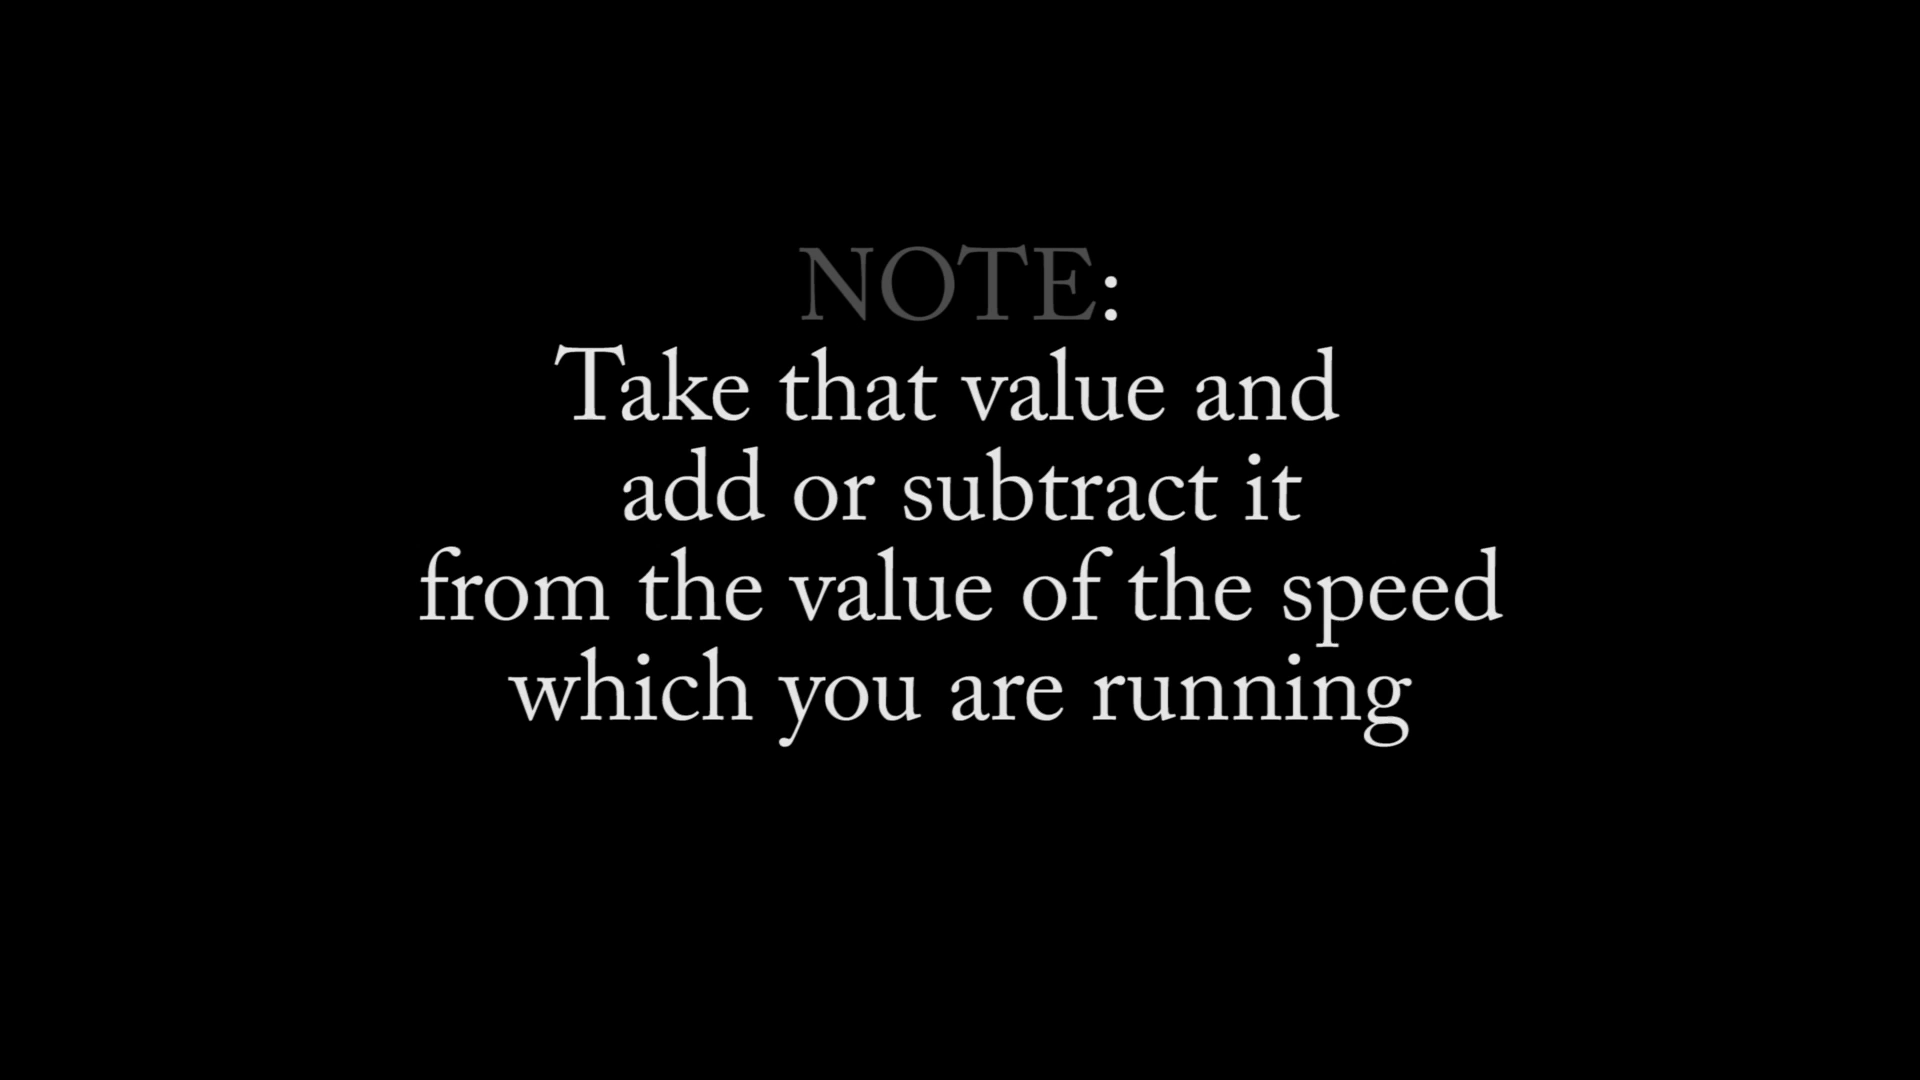 NOTE:
Take that value and
add or subtract it
from the value of the speed
which you are running